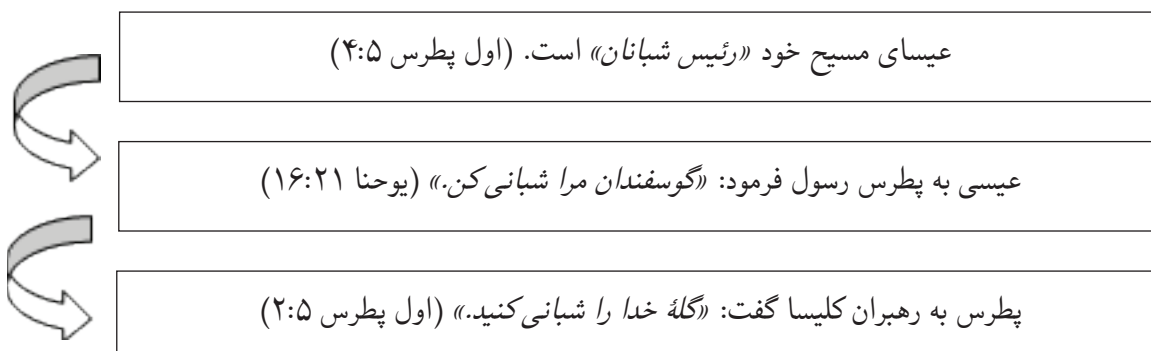 عیسای مسیح خود «رئیس شبانان» است. (اول پطرس ۴:۵)
عیسی به پطرس رسول فرمود: «گوسفندان مرا شبانی کن.» (یوحنا ۱۶:۲۱)
پطرس به رهبران کلیسا گفت: «گلهٔ خدا را شبانی کنید.» (اول پطرس ۲:۵)